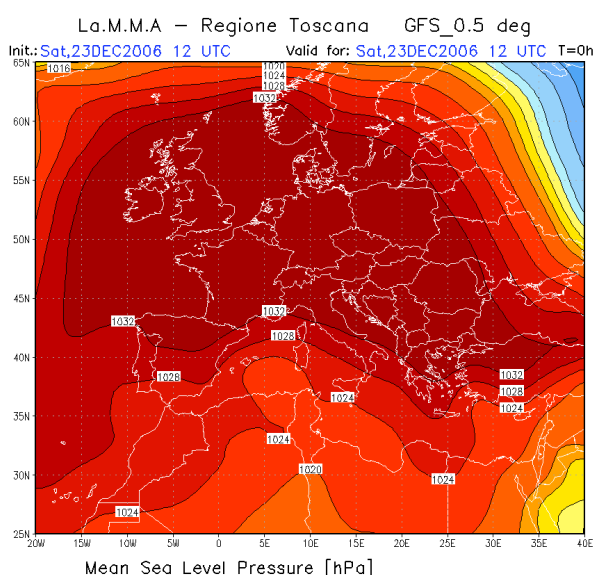 La.M.M.A – Regione Toscana GFS_0.5 deg
Init.: Sat,23DEC2006 12 UTC Valid for: Sat,23DEC2006 12 UTC T=0h
65N
1016
1020
1024
1028
1032
60N
55N
50N
45N
1032
1032
1028
40N
1028
1032
1028
1024
1024
35N
1024
1020
1024
30N
1024
25N
20W 15W 10W 5W 0 5E 10E 15E 20E 25E 30E 35E 40E
Mean Sea Level Pressure [hPa]